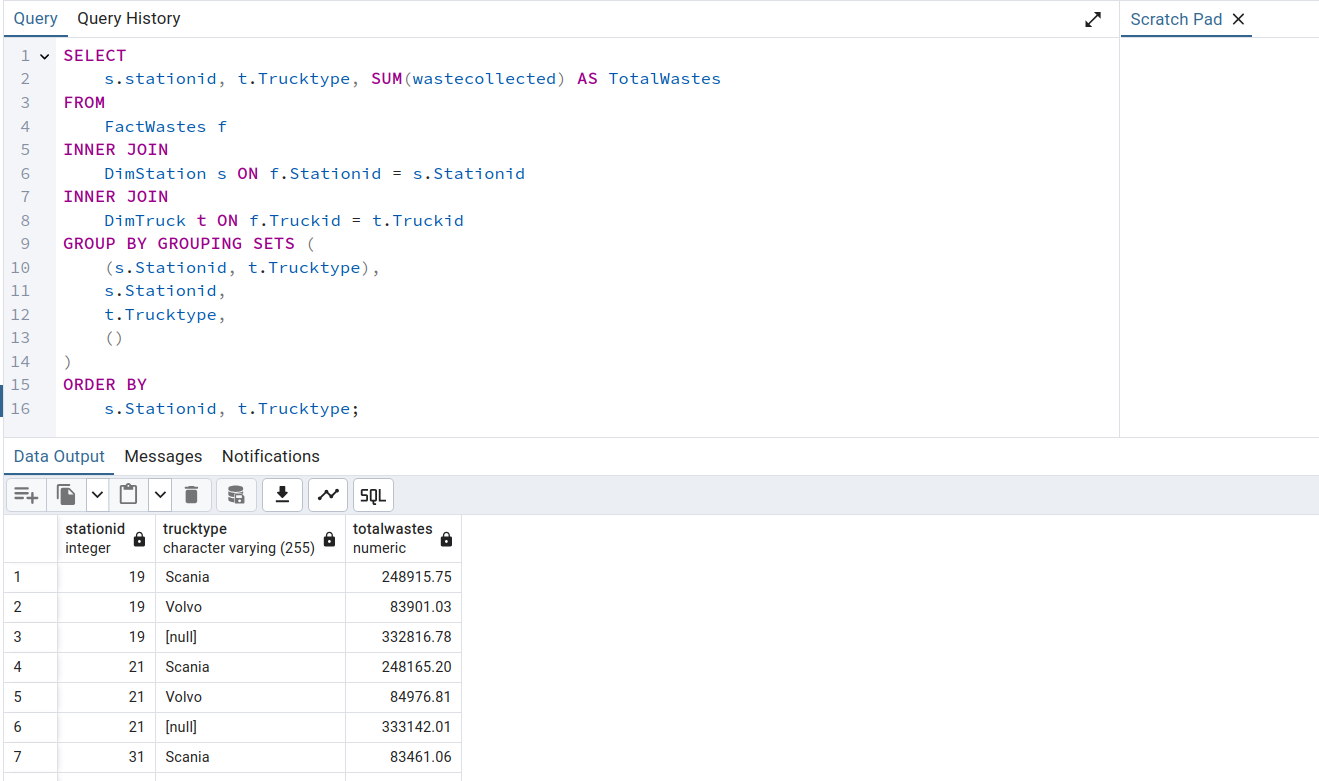 Query Query History Scratch Pad
1 SELECT
2 s.stationid, t.Trucktype, SUM(wastecollected) AS TotalWastes
3 FROM
4 FactWastes f
5 INNER JOIN
6 DimStation s ON f.Stationid = s.Stationid
7 INNER JOIN
8 DimTruck t ON f.Truckid = t.Truckid
9 GROUP BY GROUPING SETS (
10 (s.Stationid, t.Trucktype),
11 s.Stationid,
12 t.Trucktype,
13 ()
14 )
15 ORDER BY
16 s.Stationid, t.Trucktype;
Data Output Messages Notifications
SQL
stationid trucktype totalwastes
integer character varying (255) numeric
1 19 Scania 248915.75
2 19 Volvo 83901.03
3 19 [null] 332816.78
4 21 Scania 248165.20
5 21 Volvo 84976.81
6 21 [null] 333142.01
7 31 Scania 83461.06